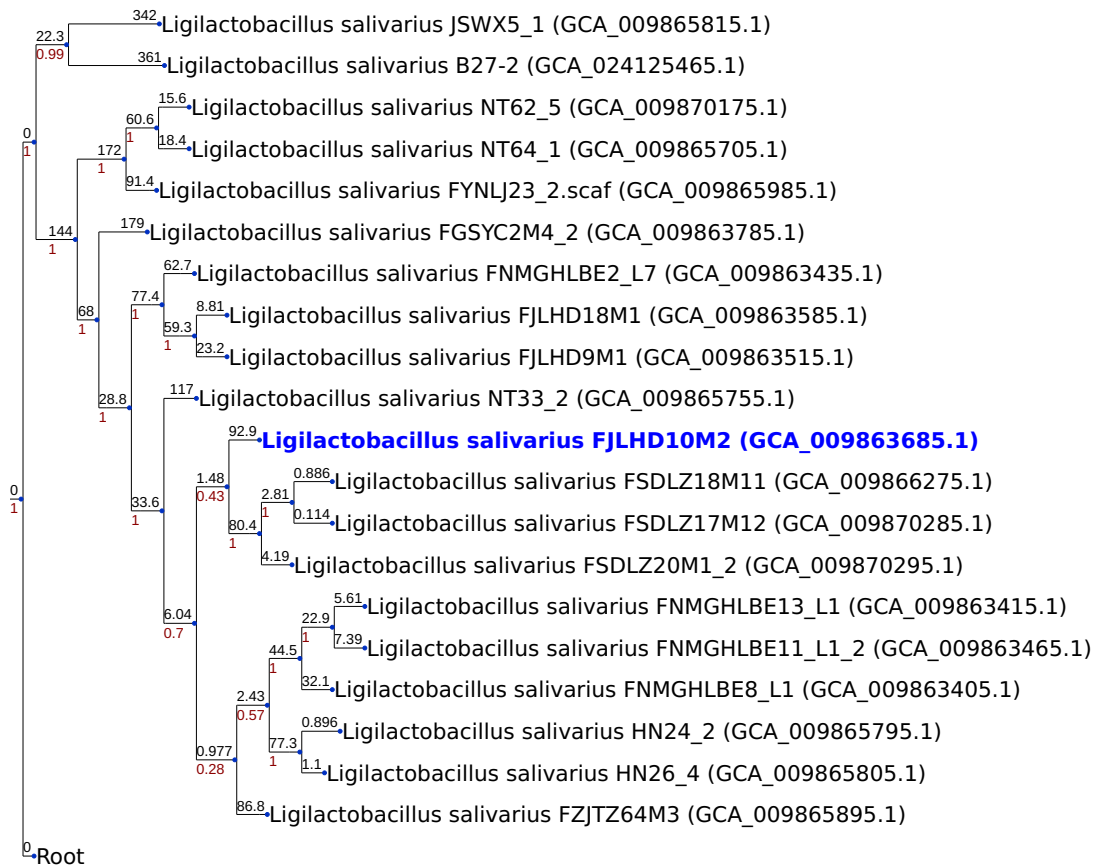 342 Ligilactobacillus salivarius JSWX5_1 (GCA_009865815.1)
22.3
0.99
361 Ligilactobacillus salivarius B27-2 (GCA_024125465.1)
15.6 Ligilactobacillus salivarius NT62_5 (GCA_009870175.1)
60.6
1
0
1
18.4 Ligilactobacillus salivarius NT64_1 (GCA_009865705.1)
172
1
91.4 Ligilactobacillus salivarius FYNLJ23_2.scaf (GCA_009865985.1)
144
1
179 Ligilactobacillus salivarius FGSYC2M4_2 (GCA_009863785.1)
62.7 Ligilactobacillus salivarius FNMGHLBE2_L7 (GCA_009863435.1)
77.4
1
68
1
8.81 Ligilactobacillus salivarius FJLHD18M1 (GCA_009863585.1)
59.3
1
23.2 Ligilactobacillus salivarius FJLHD9M1 (GCA_009863515.1)
28.8
1
117 Ligilactobacillus salivarius NT33_2 (GCA_009865755.1)
92.9 Ligilactobacillus salivarius FJLHD10M2 (GCA_009863685.1)
1.48
0.43
0.886 Ligilactobacillus salivarius FSDLZ18M11 (GCA_009866275.1)
2.81
1
0
1
33.6
1
0.114 Ligilactobacillus salivarius FSDLZ17M12 (GCA_009870285.1)
80.4
1
4.19 Ligilactobacillus salivarius FSDLZ20M1_2 (GCA_009870295.1)
5.61 Ligilactobacillus salivarius FNMGHLBE13_L1 (GCA_009863415.1)
6.04
0.7
22.9
1
7.39 Ligilactobacillus salivarius FNMGHLBE11_L1_2 (GCA_009863465.1)
44.5
1
32.1 Ligilactobacillus salivarius FNMGHLBE8_L1 (GCA_009863405.1)
2.43
0.57
0.896 Ligilactobacillus salivarius HN24_2 (GCA_009865795.1)
77.3
1
0.977
0.28
1.1 Ligilactobacillus salivarius HN26_4 (GCA_009865805.1)
86.8 Ligilactobacillus salivarius FZJTZ64M3 (GCA_009865895.1)
0 Root